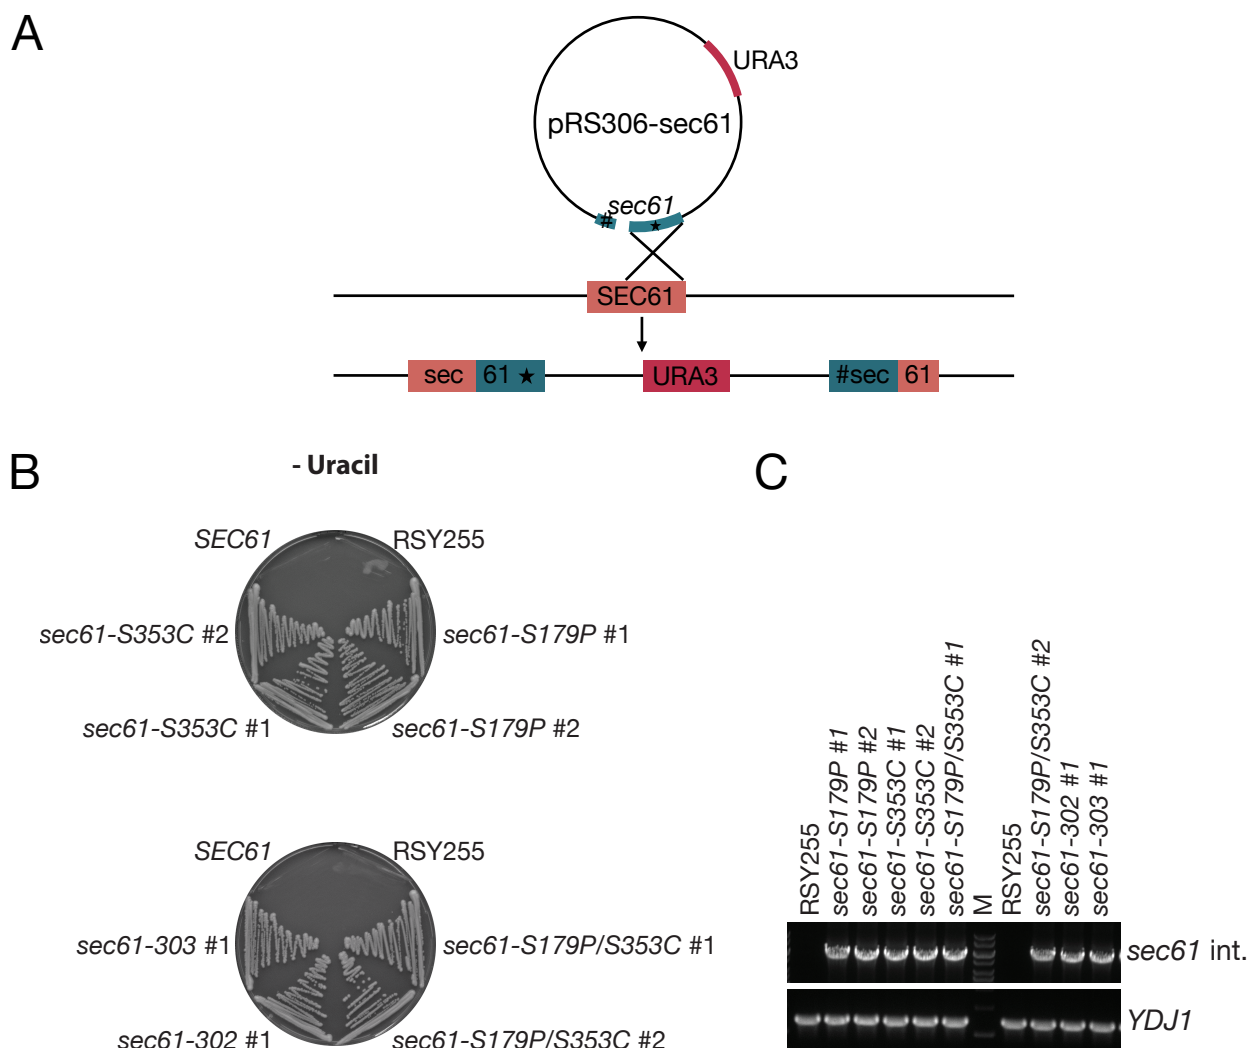 A
URA3
pRS306-sec61
sec61
#
★
SEC61
sec 61 ★
URA3
#sec 61
B
- Uracil
SEC61
RSY255
sec61-S353C #2
sec61-S179P #1
sec61-S353C #1
sec61-S179P #2
SEC61
RSY255
sec61-303 #1
sec61-S179P/S353C #1
sec61-302 #1
sec61-S179P/S353C #2
C
RSY255
sec61-S179P #1
sec61-S179P #2
sec61-S353C #1
sec61-S353C #2
sec61-S179P/S353C #1
M
RSY255
sec61-S179P/S353C #2
sec61-302 #1
sec61-303 #1
sec61 int.
YDJ1